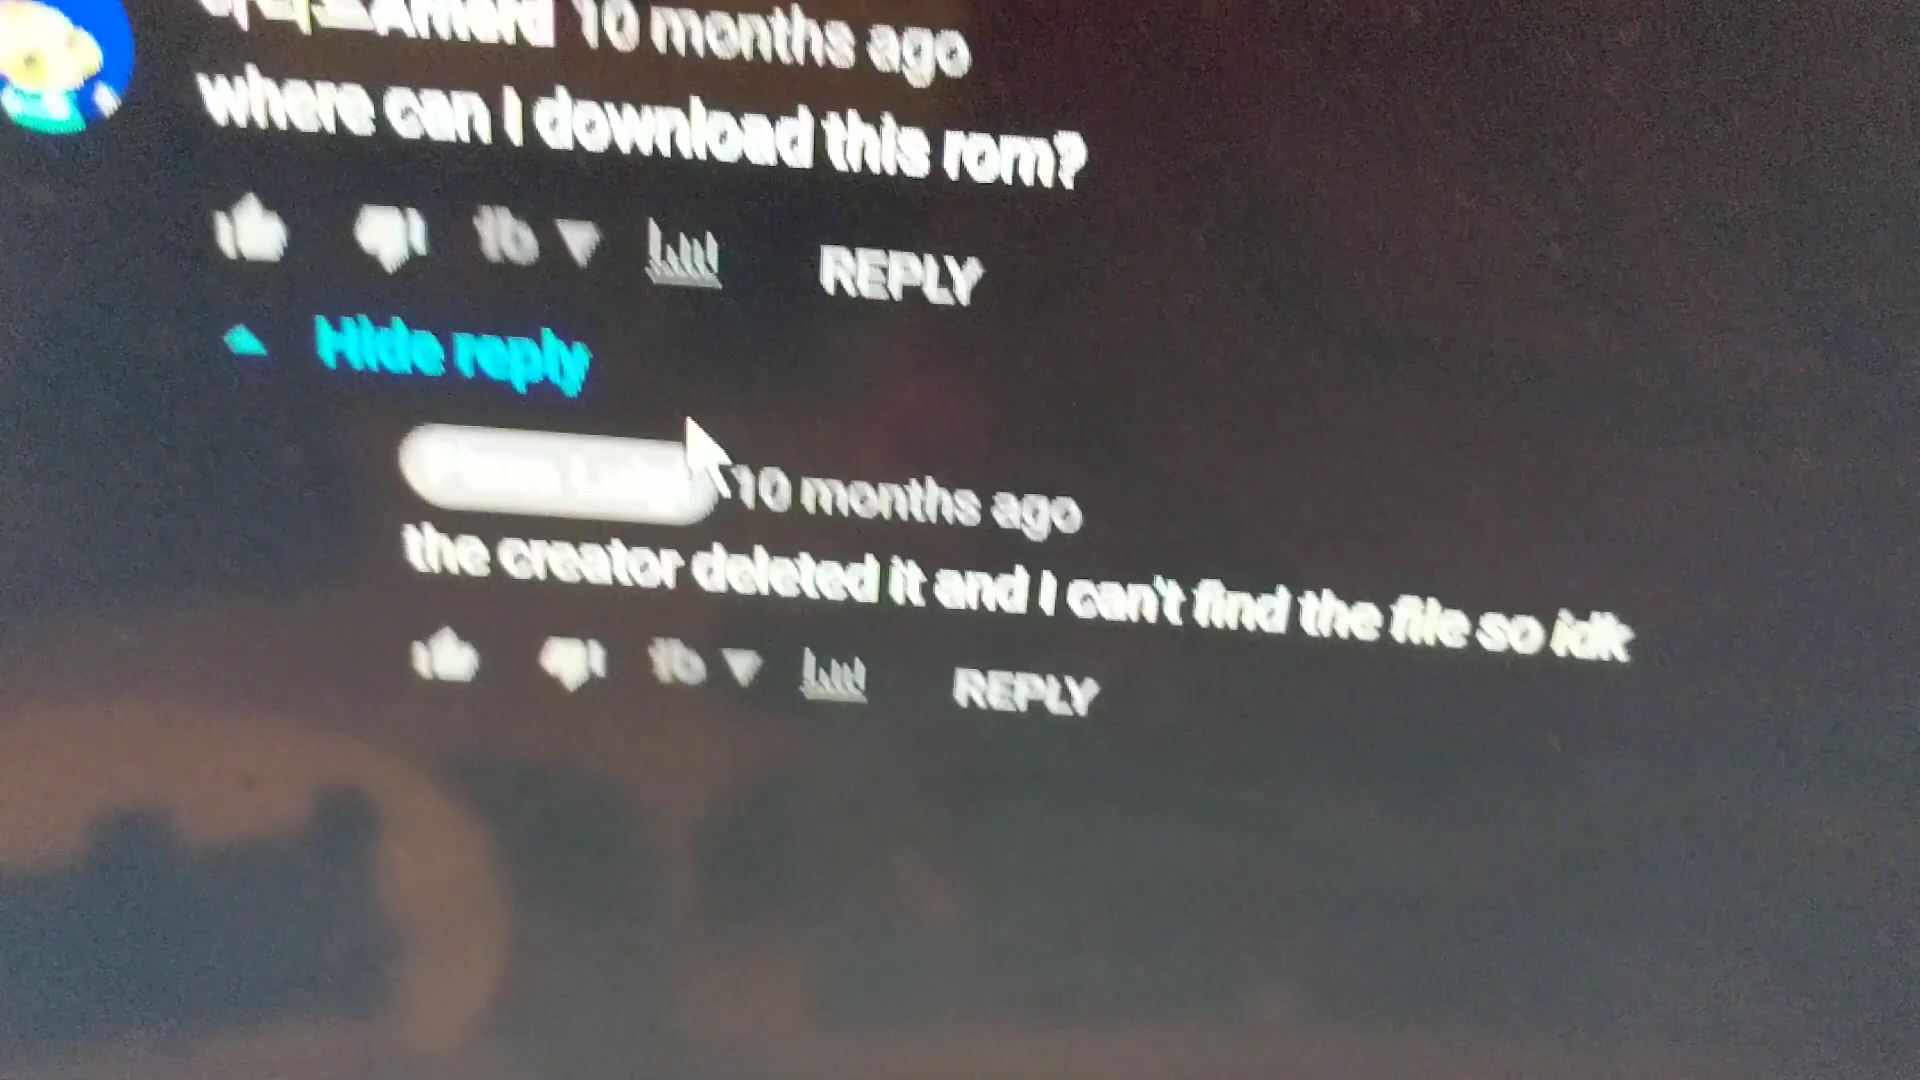 10 months ago
where can I download this rom?
REPLY
Hide reply
10 months ago
the creator deleted it and I can't find the file so idk
REPLY